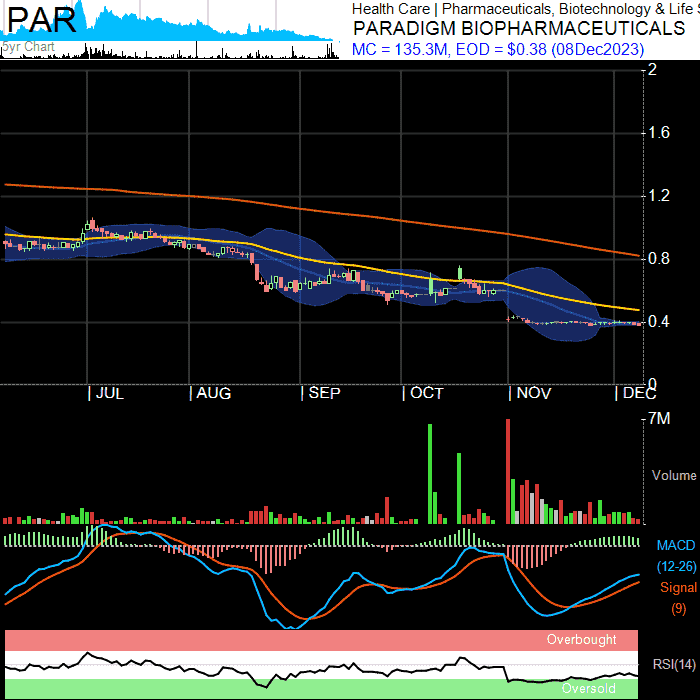 PAR
5yr Chart
Health Care | Pharmaceuticals, Biotechnology & Life S
PARADIGM BIOPHARMACEUTICALS
MC = 135.3M, EOD = $0.38 (08Dec2023)
2
1.6
1.2
0.8
0.4
0
| JUL | AUG | SEP | OCT | NOV | DEC
7M
Volume
MACD
(12-26)
Signal
(9)
Overbought
RSI(14)
Oversold